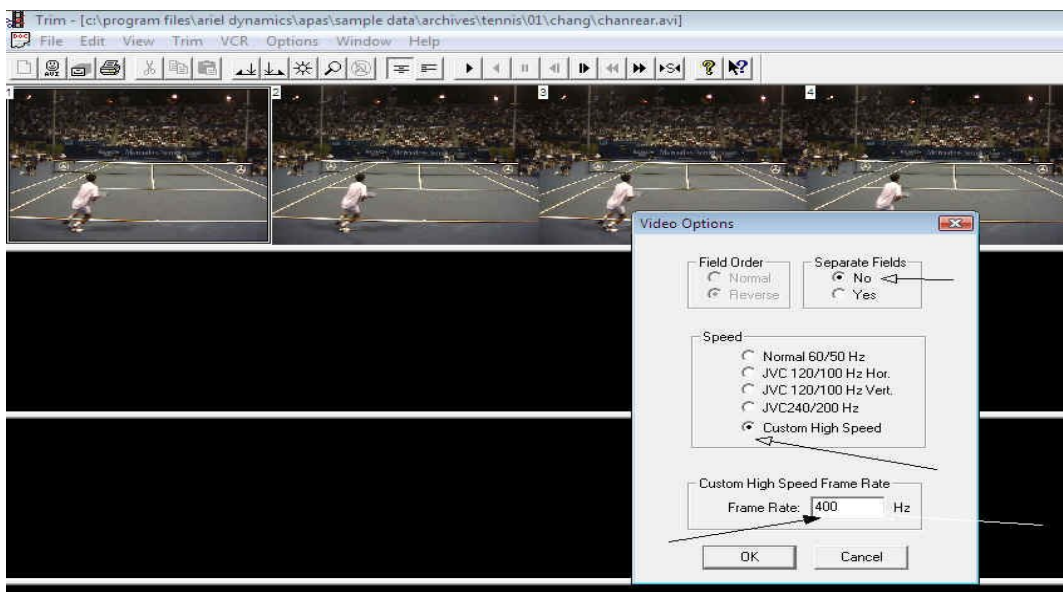 Trim - [c:\program files\ariel dynamics\apas\sample data\archives\tennis\01\chang\chanrear.avi]
File Edit View Trim VCR Options Window Help
AVI
1 2 3 4
Video Options
Field Order Separate Fields
Normal No
Reverse Yes
Speed
Normal 60/50 Hz
JVC 120/100 Hz Hor.
JVC 120/100 Hz Vert.
JVC240/200 Hz
Custom High Speed
Custom High Speed Frame Rate
Frame Rate: 400 Hz
OK Cancel